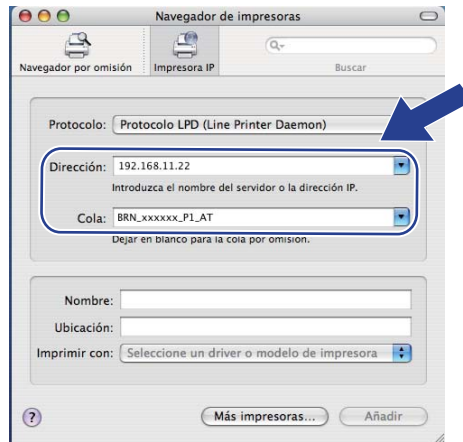 Navegador de impresoras
Navegador por omisión
Impresora IP
Buscar
Protocolo: Protocolo LPD (Line Printer Daemon)
Dirección: 192.168.11.22
Introduzca el nombre del servidor o la dirección IP.
Cola: BRN_xxxxxx_P1_AT
Dejar en blanco para la cola por omisión.
Nombre:
Ubicación:
Imprimir con: Seleccione un driver o modelo de impresora
? Más impresoras... Añadir